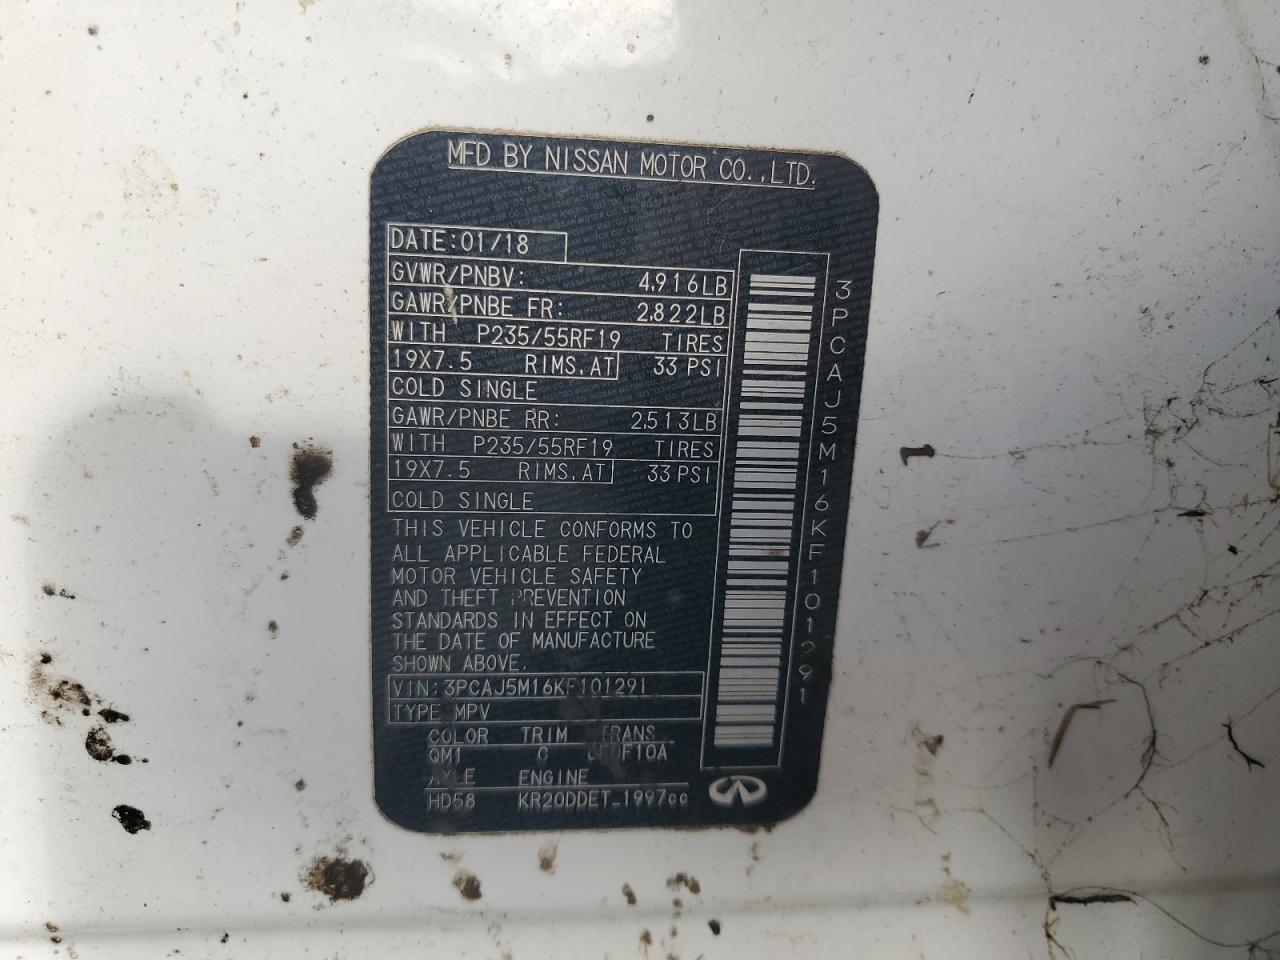 MFD BY NISSAN MOTOR CO.,LTD.
DATE:01/18
GVWR/PNBV: 4,916LB
GAWR/PNBE FR: 2,822LB
WITH P235/55RF19 TIRES
19X7.5 RIMS,AT 33 PSI
COLD SINGLE
GAWR/PNBE RR: 2,513LB
WITH P235/55RF19 TIRES
19X7.5 RIMS,AT 33 PSI
COLD SINGLE
THIS VEHICLE CONFORMS TO
ALL APPLICABLE FEDERAL
MOTOR VEHICLE SAFETY
AND THEFT PREVENTION
STANDARDS IN EFFECT ON
THE DATE OF MANUFACTURE
SHOWN ABOVE.
VIN:3PCAJ5M16KF101291
TYPE MPV
COLOR TRIM TRANS
QM1
AXLE ENGINE
HD58 KR20DDET-1997cc
3PCAJ5M16KF101291